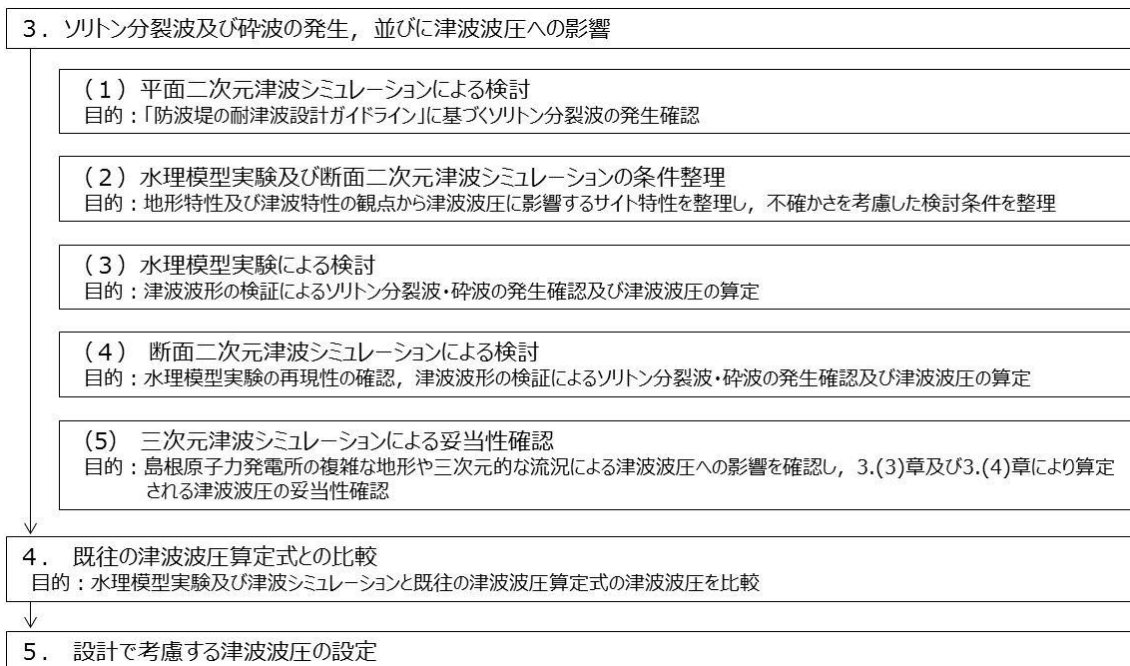 3．ソリトン分裂波及び砕波の発生，並びに津波波圧への影響
（1）平面二次元津波シミュレーションによる検討
目的：「防波堤の耐津波設計ガイドライン」に基づくソリトン分裂波の発生確認
（2）水理模型実験及び断面二次元津波シミュレーションの条件整理
目的：地形特性及び津波特性の観点から津波波圧に影響するサイト特性を整理し，不確かさを考慮した検討条件を整理
（3）水理模型実験による検討
目的：津波波形の検証によるソリトン分裂波・砕波の発生確認及び津波波圧の算定
（4） 断面二次元津波シミュレーションによる検討
目的：水理模型実験の再現性の確認，津波波形の検証によるソリトン分裂波・砕波の発生確認及び津波波圧の算定
(5) 三次元津波シミュレーションによる妥当性確認
目的：島根原子力発電所の複雑な地形や三次元的な流況による津波波圧への影響を確認し，3.(3)章及び3.(4)章により算定
される津波波圧の妥当性確認
4． 既往の津波波圧算定式との比較
目的：水理模型実験及び津波シミュレーションと既往の津波波圧算定式の津波波圧を比較
5． 設計で考慮する津波波圧の設定